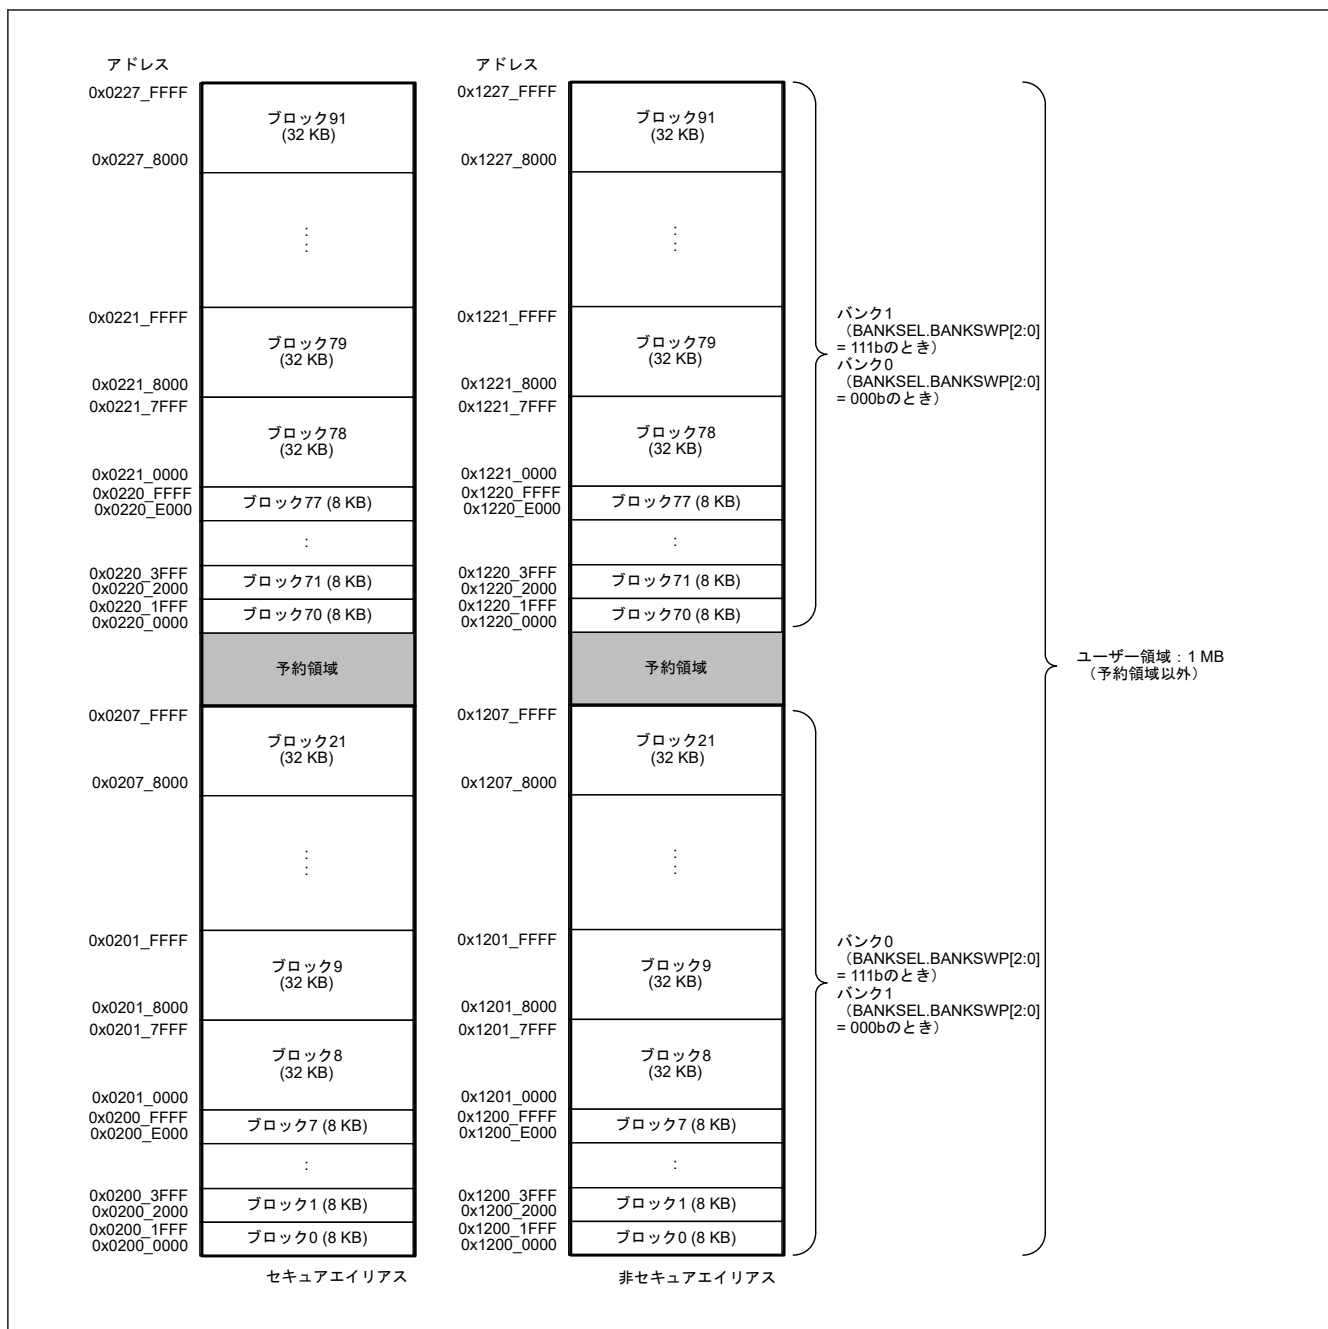 アドレス
0x0227_FFFF
ブロック91
(32 KB)
0x0227_8000
:
:
0x0221_FFFF
ブロック79
(32 KB)
0x0221_8000
0x0221_7FFF
ブロック78
(32 KB)
0x0221_0000
0x0220_FFFF
ブロック77 (8 KB)
0x0220_E000
:
0x0220_3FFF
ブロック71 (8 KB)
0x0220_2000
0x0220_1FFF
ブロック70 (8 KB)
0x0220_0000
予約領域
0x0207_FFFF
ブロック21
(32 KB)
0x0207_8000
:
:
0x0201_FFFF
ブロック9
(32 KB)
0x0201_8000
0x0201_7FFF
ブロック8
(32 KB)
0x0201_0000
0x0200_FFFF
ブロック7 (8 KB)
0x0200_E000
:
0x0200_3FFF
ブロック1 (8 KB)
0x0200_2000
0x0200_1FFF
ブロック0 (8 KB)
0x0200_0000
セキュアエイリアス
アドレス
0x1227_FFFF
ブロック91
(32 KB)
0x1227_8000
:
:
0x1221_FFFF
ブロック79
(32 KB)
0x1221_8000
0x1221_7FFF
ブロック78
(32 KB)
0x1221_0000
0x1220_FFFF
ブロック77 (8 KB)
0x1220_E000
:
0x1220_3FFF
ブロック71 (8 KB)
0x1220_2000
0x1220_1FFF
ブロック70 (8 KB)
0x1220_0000
予約領域
0x1207_FFFF
ブロック21
(32 KB)
0x1207_8000
:
:
0x1201_FFFF
ブロック9
(32 KB)
0x1201_8000
0x1201_7FFF
ブロック8
(32 KB)
0x1201_0000
0x1200_FFFF
ブロック7 (8 KB)
0x1200_E000
:
0x1200_3FFF
ブロック1 (8 KB)
0x1200_2000
0x1200_1FFF
ブロック0 (8 KB)
0x1200_0000
非セキュアエイリアス
バンク1
（BANKSEL.BANKSWP[2:0]
= 111bのとき）
バンク0
（BANKSEL.BANKSWP[2:0]
= 000bのとき）
バンク0
（BANKSEL.BANKSWP[2:0]
= 111bのとき）
バンク1
（BANKSEL.BANKSWP[2:0]
= 000bのとき）
ユーザー領域：1 MB
（予約領域以外）